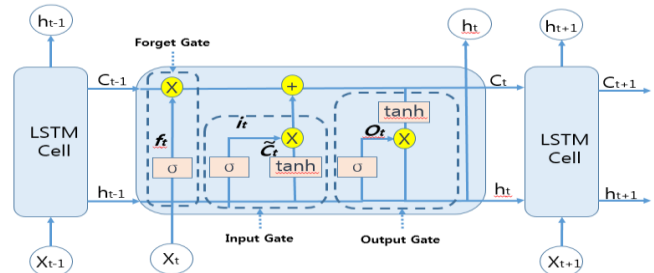 ht-1
ht
ht+1
Forget Gate
Ct-1
X
+
Ct
Ct+1
tanh
LSTM
Cell
ft
it
X
C̃t
Ot
X
LSTM
Cell
σ
σ
tanh
σ
ht-1
ht
ht+1
Input Gate
Output Gate
Xt-1
Xt
Xt+1